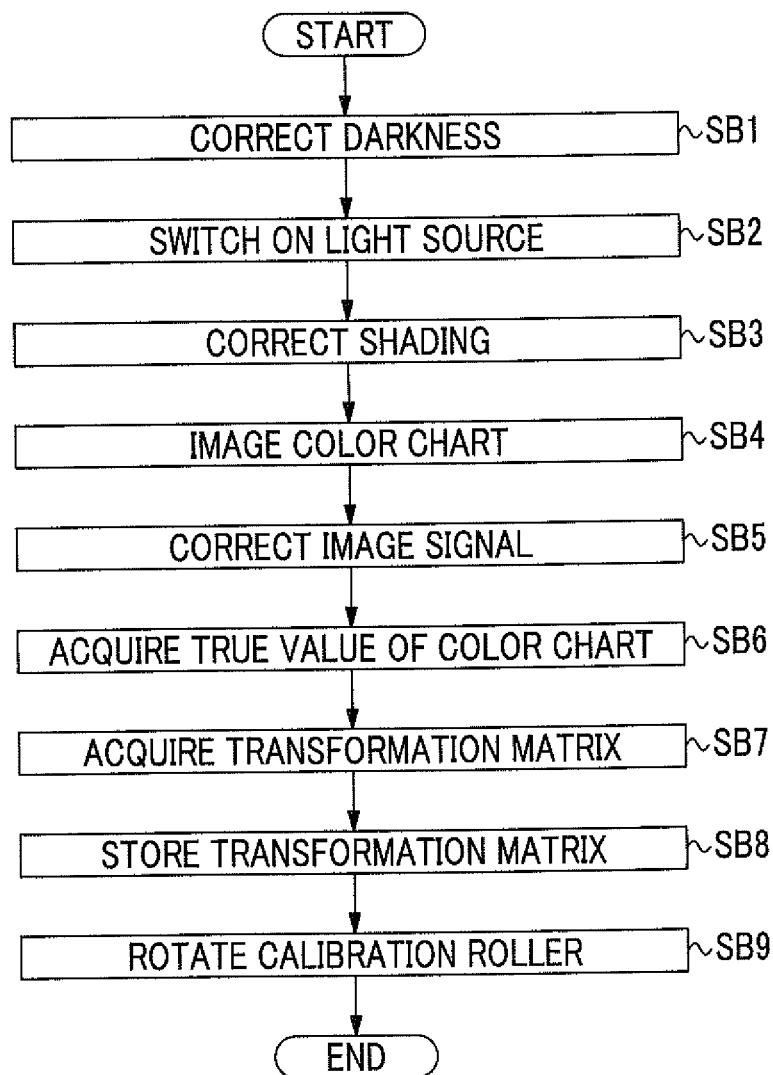 START
CORRECT DARKNESS SB1
SWITCH ON LIGHT SOURCE SB2
CORRECT SHADING SB3
IMAGE COLOR CHART SB4
CORRECT IMAGE SIGNAL SB5
ACQUIRE TRUE VALUE OF COLOR CHART SB6
ACQUIRE TRANSFORMATION MATRIX SB7
STORE TRANSFORMATION MATRIX SB8
ROTATE CALIBRATION ROLLER SB9
END